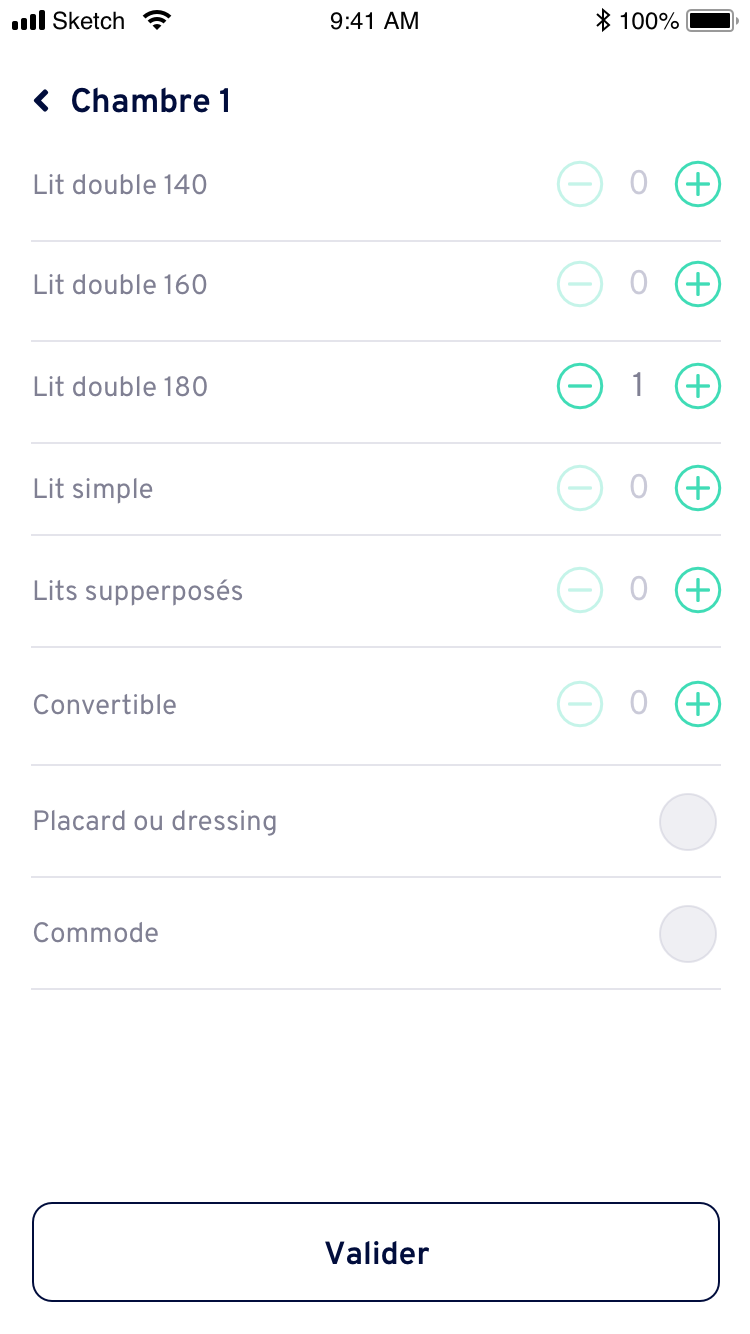 Sketch 9:41 AM 100%
Chambre 1
Lit double 140 0
Lit double 160 0
Lit double 180 1
Lit simple 0
Lits supperposés 0
Convertible 0
Placard ou dressing
Commode
Valider